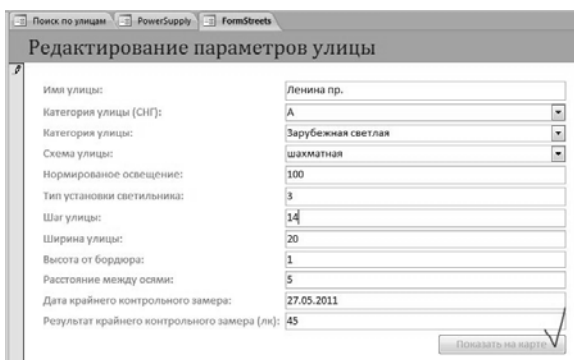 Поиск по улицам PowerSupply FormStreets
Редактирование параметров улицы
Имя улицы: Ленина пр.
Категория улицы (СНГ): А
Категория улицы: Зарубежная светлая
Схема улицы: шахматная
Нормированое освещение: 100
Тип установки светильника: 3
Шаг улицы: 14
Ширина улицы: 20
Высота от бордюра: 1
Расстояние между осями: 5
Дата крайнего контрольного замера: 27.05.2011
Результат крайнего контрольного замера (лк): 45
Показать на карте